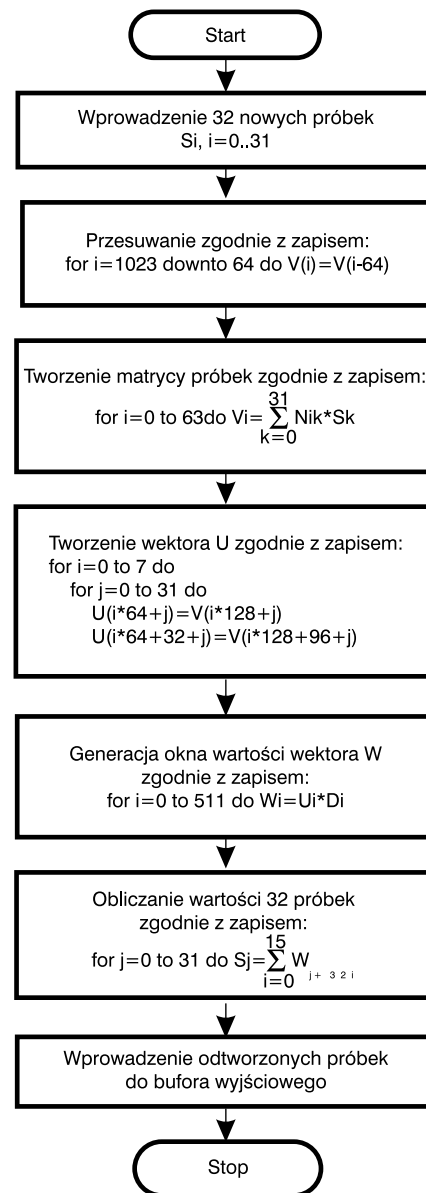 Start
Wprowadzenie 32 nowych próbek
Si, i=0..31
Przesuwanie zgodnie z zapisem:
for i=1023 downto 64 do V(i)=V(i-64)
Tworzenie matrycy próbek zgodnie z zapisem:
31
for i=0 to 63do Vi=∑ Nik*Sk
k=0
Tworzenie wektora U zgodnie z zapisem:
for i=0 to 7 do
for j=0 to 31 do
U(i*64+j)=V(i*128+j)
U(i*64+32+j)=V(i*128+96+j)
Generacja okna wartości wektora W
zgodnie z zapisem:
for i=0 to 511 do Wi=Ui*Di
Obliczanie wartości 32 próbek
zgodnie z zapisem:
15
for j=0 to 31 do Sj=∑ W j+ 3 2 i
i=0
Wprowadzenie odtworzonych próbek
do bufora wyjściowego
Stop